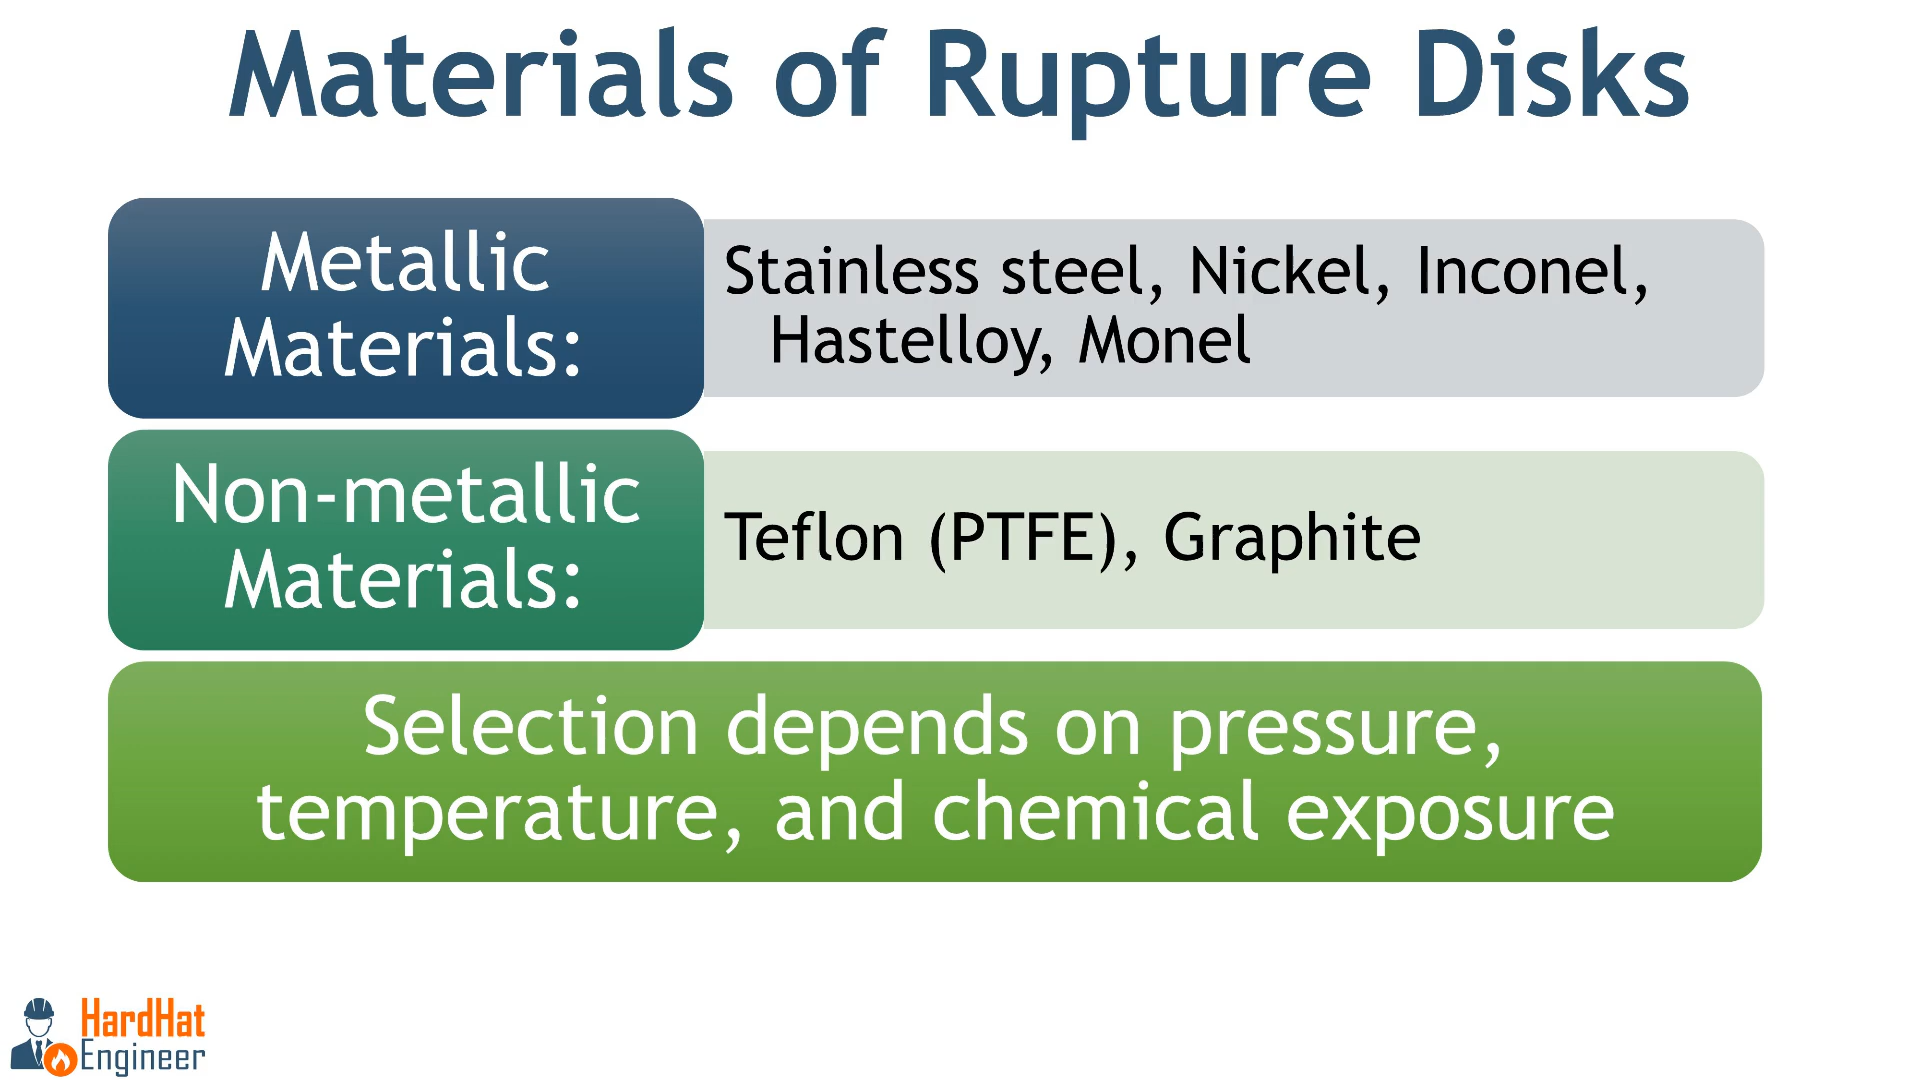 Materials of Rupture Disks
Metallic
Materials:
Stainless steel, Nickel, Inconel,
Hastelloy, Monel
Non-metallic
Materials:
Teflon (PTFE), Graphite
Selection depends on pressure,
temperature, and chemical exposure
HardHat
Engineer